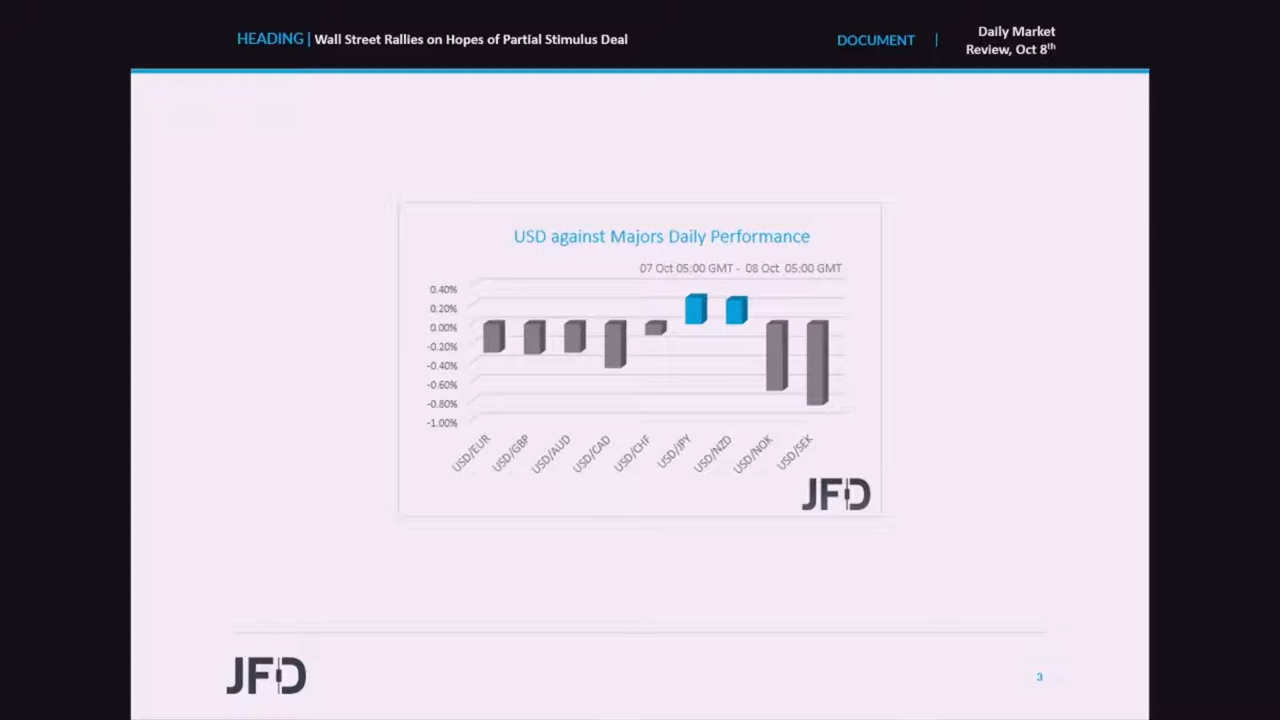 HEADING | Wall Street Rallies on Hopes of Partial Stimulus Deal
DOCUMENT |
Daily Market
Review, Oct 8th
USD against Majors Daily Performance
07 Oct 05:00 GMT - 08 Oct 05:00 GMT
0.40%
0.20%
0.00%
-0.20%
-0.40%
-0.60%
-0.80%
-1.00%
USD/EUR
USD/GBP
USD/AUD
USD/CAD
USD/CHF
USD/JPY
USD/NZD
USD/NOK
USD/SEK
JFD
JFD
3